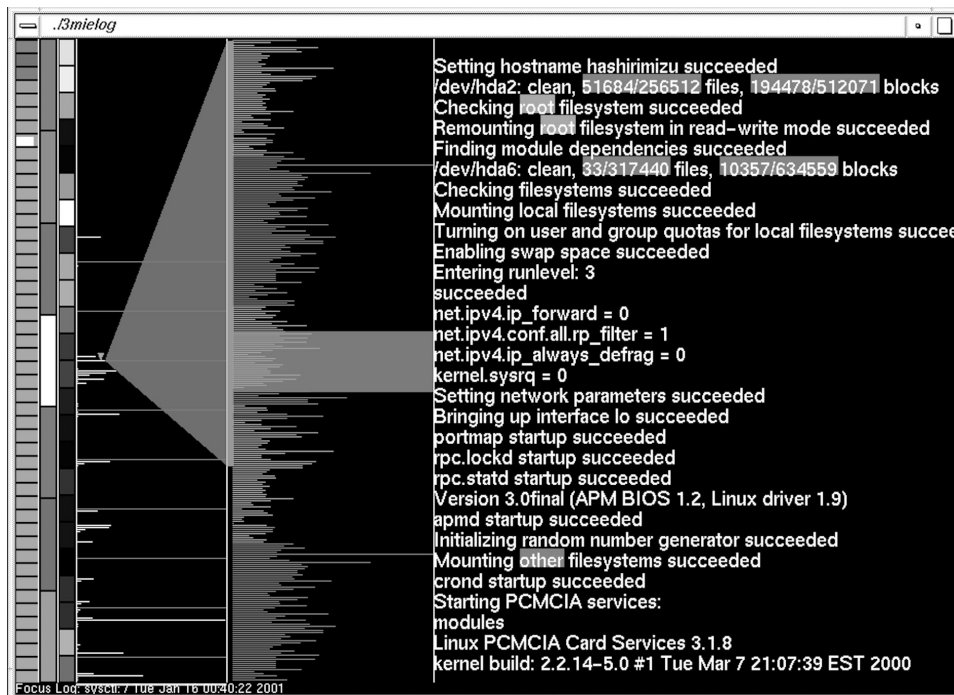 ./3mielog
Setting hostname hashirimizu succeeded
/dev/hda2: clean, 51684/256512 files, 194478/512071 blocks
Checking root filesystem succeeded
Remounting root filesystem in read-write mode succeeded
Finding module dependencies succeeded
/dev/hda6: clean, 33/317440 files, 10357/634559 blocks
Checking filesystems succeeded
Mounting local filesystems succeeded
Turning on user and group quotas for local filesystems succee
Enabling swap space succeeded
Entering runlevel: 3
succeeded
net.ipv4.ip_forward = 0
net.ipv4.conf.all.rp_filter = 1
net.ipv4.ip_always_defrag = 0
kernel.sysrq = 0
Setting network parameters succeeded
Bringing up interface lo succeeded
portmap startup succeeded
rpc.lockd startup succeeded
rpc.statd startup succeeded
Version 3.0final (APM BIOS 1.2, Linux driver 1.9)
apmd startup succeeded
Initializing random number generator succeeded
Mounting other filesystems succeeded
crond startup succeeded
Starting PCMCIA services:
modules
Linux PCMCIA Card Services 3.1.8
kernel build: 2.2.14-5.0 #1 Tue Mar 7 21:07:39 EST 2000
Focus Log: sysctl: / Tue Jan 16 00:40:22 2001